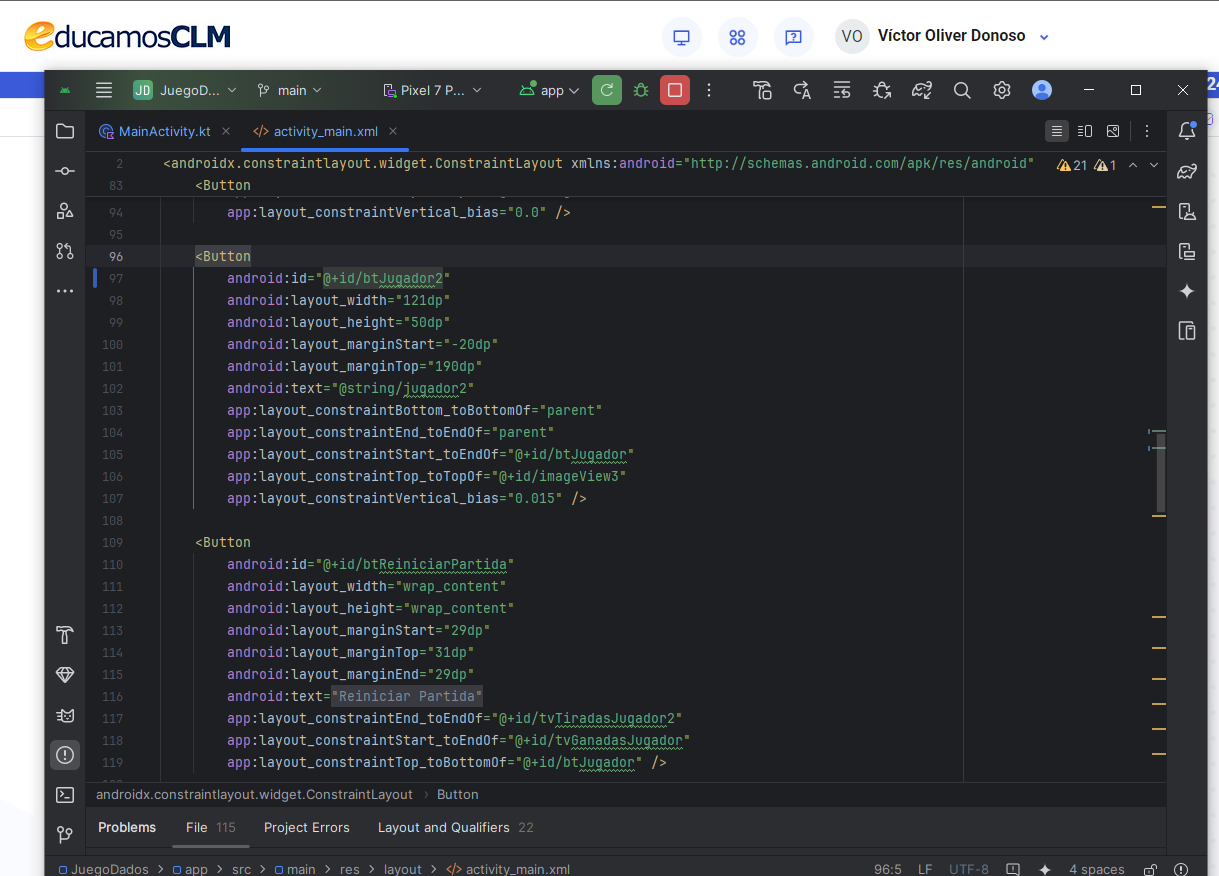 educamosCLM
VO Víctor Oliver Donoso
JD JuegoD... main Pixel 7 P... app
MainActivity.kt activity_main.xml
2 <androidx.constraintlayout.widget.ConstraintLayout xmlns:android="http://schemas.android.com/apk/res/android" 21 1
83 <Button
94 app:layout_constraintVertical_bias="0.0" />
95
96 <Button
97 android:id="@+id/btJugador2"
98 android:layout_width="121dp"
99 android:layout_height="50dp"
100 android:layout_marginStart="-20dp"
101 android:layout_marginTop="190dp"
102 android:text="@string/jugador2"
103 app:layout_constraintBottom_toBottomOf="parent"
104 app:layout_constraintEnd_toEndOf="parent"
105 app:layout_constraintStart_toEndOf="@+id/btJugador"
106 app:layout_constraintTop_toTopOf="@+id/imageView3"
107 app:layout_constraintVertical_bias="0.015" />
108
109 <Button
110 android:id="@+id/btReiniciarPartida"
111 android:layout_width="wrap_content"
112 android:layout_height="wrap_content"
113 android:layout_marginStart="29dp"
114 android:layout_marginTop="31dp"
115 android:layout_marginEnd="29dp"
116 android:text="Reiniciar Partida"
117 app:layout_constraintEnd_toEndOf="@+id/tvTiradasJugador2"
118 app:layout_constraintStart_toEndOf="@+id/tvGanadasJugador"
119 app:layout_constraintTop_toBottomOf="@+id/btJugador" />
androidx.constraintlayout.widget.ConstraintLayout › Button
Problems File 115 Project Errors Layout and Qualifiers 22
JuegoDados > app > src > main > res > layout > activity_main.xml 96:5 LF UTF-8 4 spaces